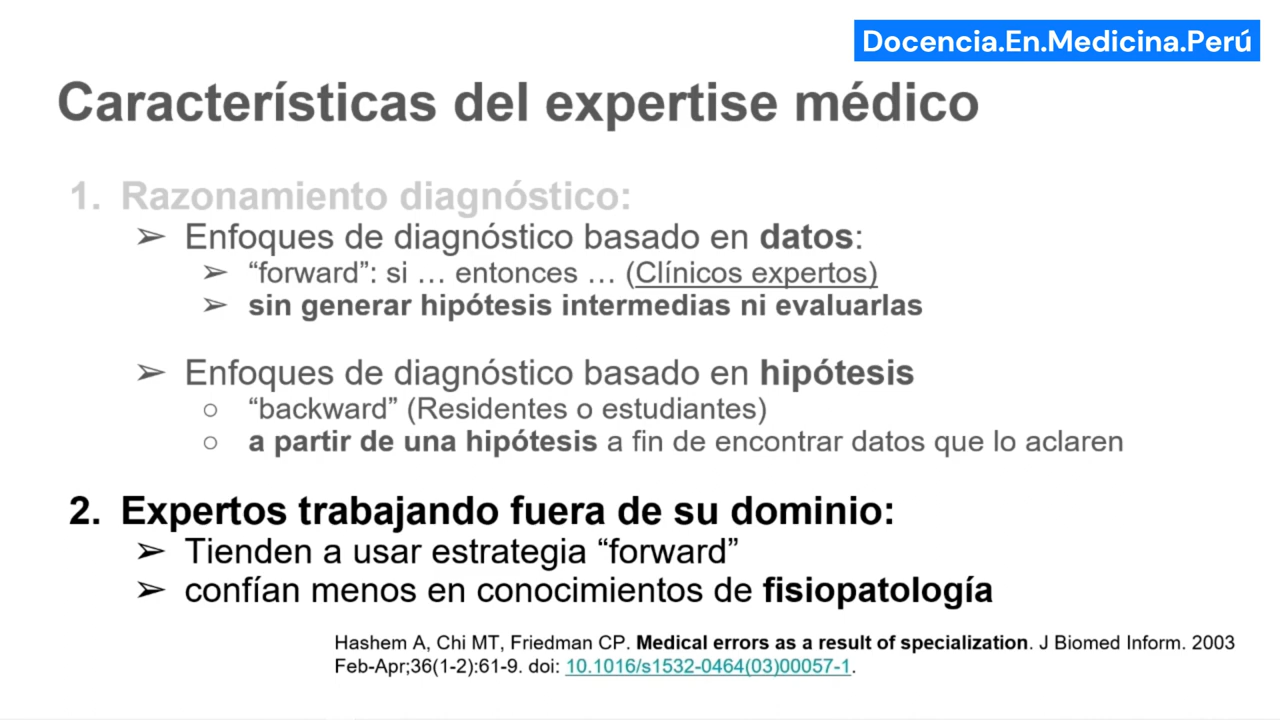 Docencia.En.Medicina.Perú
Características del expertise médico
1. Razonamiento diagnóstico:
➢ Enfoques de diagnóstico basado en datos:
➢ “forward”: si … entonces … (Clínicos expertos)
➢ sin generar hipótesis intermedias ni evaluarlas
➢ Enfoques de diagnóstico basado en hipótesis
○ “backward” (Residentes o estudiantes)
○ a partir de una hipótesis a fin de encontrar datos que lo aclaren
2. Expertos trabajando fuera de su dominio:
➢ Tienden a usar estrategia “forward”
➢ confían menos en conocimientos de fisiopatología
Hashem A, Chi MT, Friedman CP. Medical errors as a result of specialization. J Biomed Inform. 2003
Feb-Apr;36(1-2):61-9. doi: 10.1016/s1532-0464(03)00057-1.